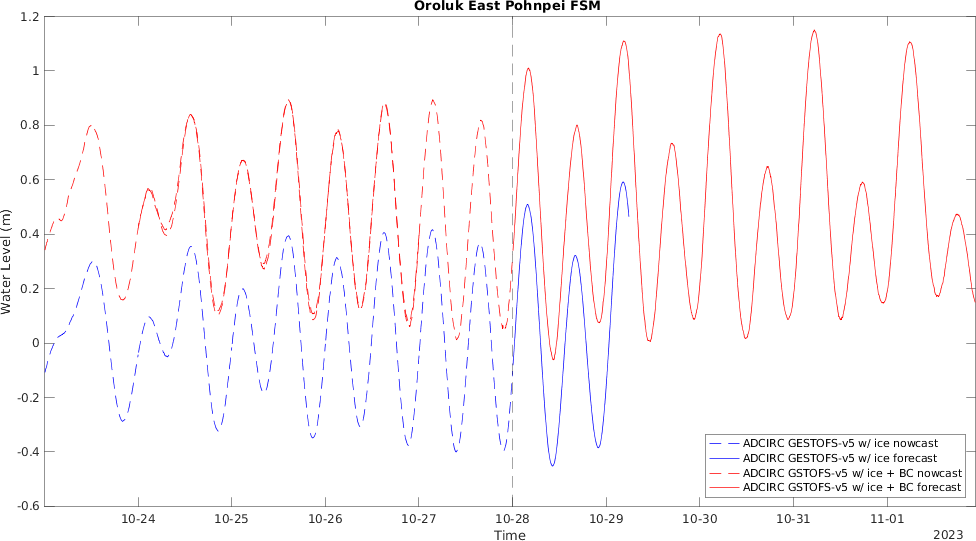 Oroluk East Pohnpei FSM
1.2
1
0.8
0.6
0.4
0.2
0
-0.2
-0.4
-0.6
Water Level (m)
10-24
10-25
10-26
10-27
10-28
10-29
10-30
10-31
11-01
Time
2023
ADCIRC GESTOFS-v5 w/ ice nowcast
ADCIRC GESTOFS-v5 w/ ice forecast
ADCIRC GSTOFS-v5 w/ ice + BC nowcast
ADCIRC GSTOFS-v5 w/ ice + BC forecast